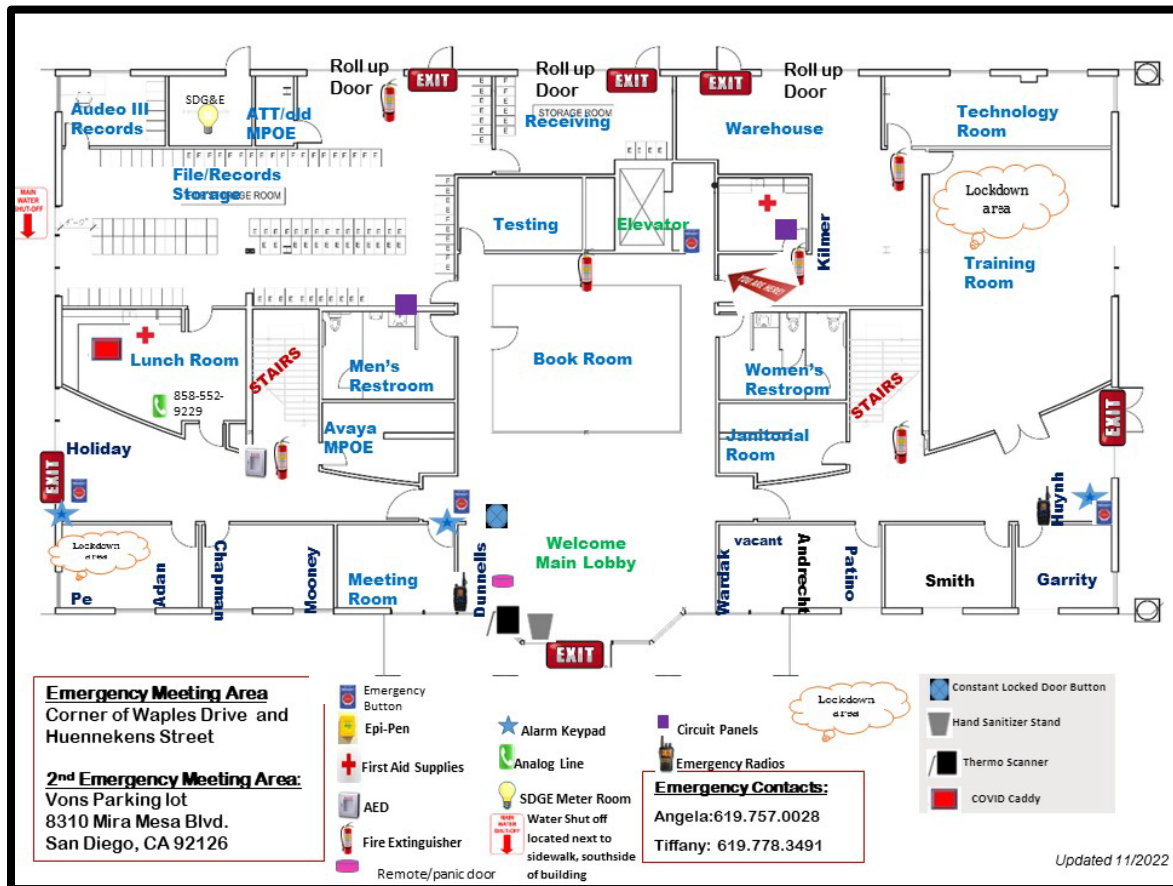 Roll up
Door
EXIT
Roll up
Door
EXIT
EXIT
Roll up
Door
Audeo III
Records
SDG&E
ATT/old
MPOE
STORAGE ROOM
Receiving
Warehouse
Technology
Room
MAIN
WATER
SHUT-OFF
File/Records
Storage
STORAGE ROOM
Testing
Elevator
Kilmer
Lockdown
area
Training
Room
YOU ARE HERE!
Lunch Room
858-552-
9229
STAIRS
Men's
Restroom
Book Room
Women's
Restroom
STAIRS
EXIT
Avaya
MPOE
Janitorial
Room
Holiday
EXIT
Huynh
Lockdown
area
Pe
Adan
Chapman
Mooney
Meeting
Room
Dunnells
Welcome
Main Lobby
Wardak
vacant
Andrecht
Patino
Smith
Garrity
EXIT
Emergency Meeting Area
Corner of Waples Drive and
Huennekens Street
2nd Emergency Meeting Area:
Vons Parking lot
8310 Mira Mesa Blvd.
San Diego, CA 92126
Emergency
Button
Epi-Pen
First Aid Supplies
AED
Fire Extinguisher
Remote/panic door
Alarm Keypad
Analog Line
SDGE Meter Room
MAIN
WATER
SHUT-OFF
Water Shut off
located next to
sidewalk, southside
of building
Circuit Panels
Emergency Radios
Lockdown
area
Emergency Contacts:
Angela:619.757.0028
Tiffany: 619.778.3491
Constant Locked Door Button
Hand Sanitizer Stand
Thermo Scanner
COVID Caddy
Updated 11/2022